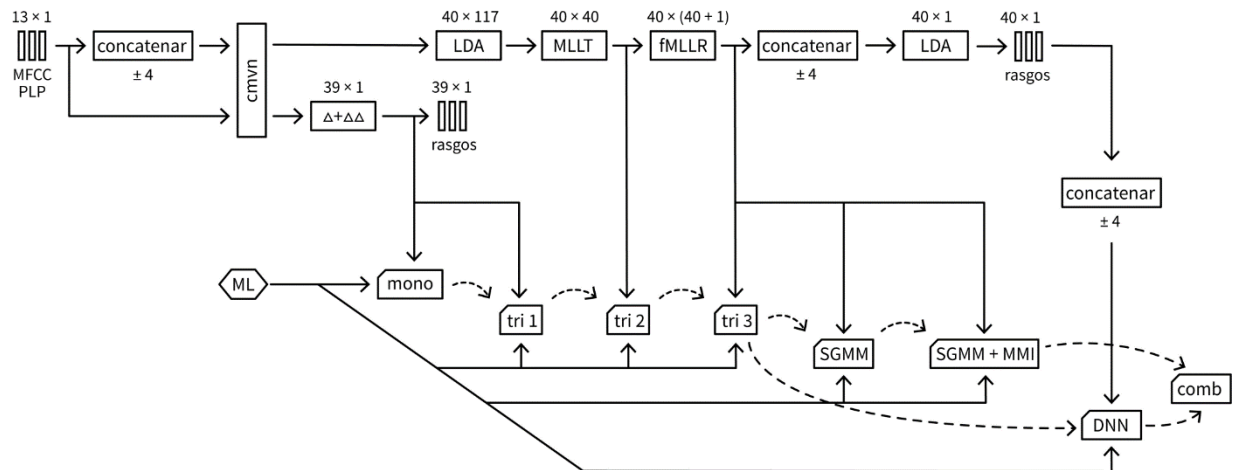 13 × 1
MFCC
PLP
concatenar
± 4
cmvn
40 × 117
LDA
40 × 40
MLLT
40 × (40 + 1)
fMLLR
concatenar
± 4
40 × 1
LDA
40 × 1
rasgos
39 × 1
△+△△
39 × 1
rasgos
concatenar
± 4
ML
mono
tri 1
tri 2
tri 3
SGMM
SGMM + MMI
comb
DNN